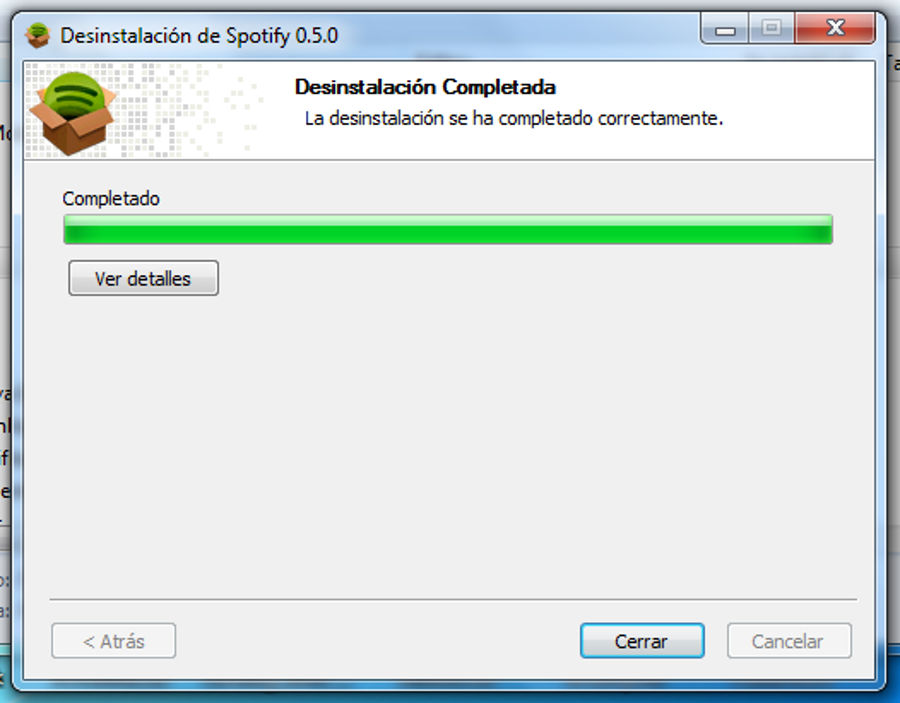 Desinstalación de Spotify 0.5.0
Desinstalación Completada
La desinstalación se ha completado correctamente.
Completado
Ver detalles
< Atrás
Cerrar
Cancelar